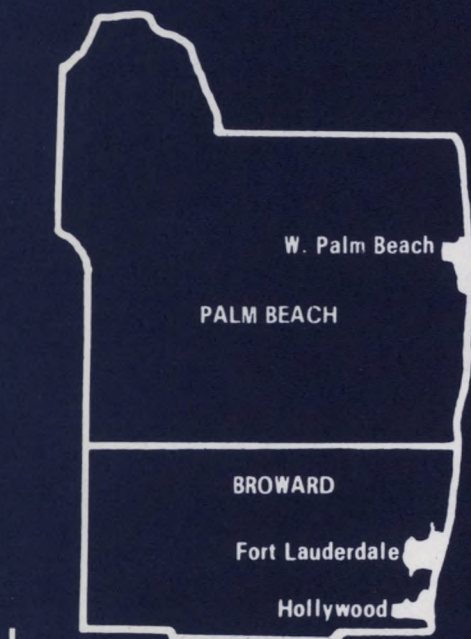 W. Palm Beach
PALM BEACH
BROWARD
Fort Lauderdale
Hollywood